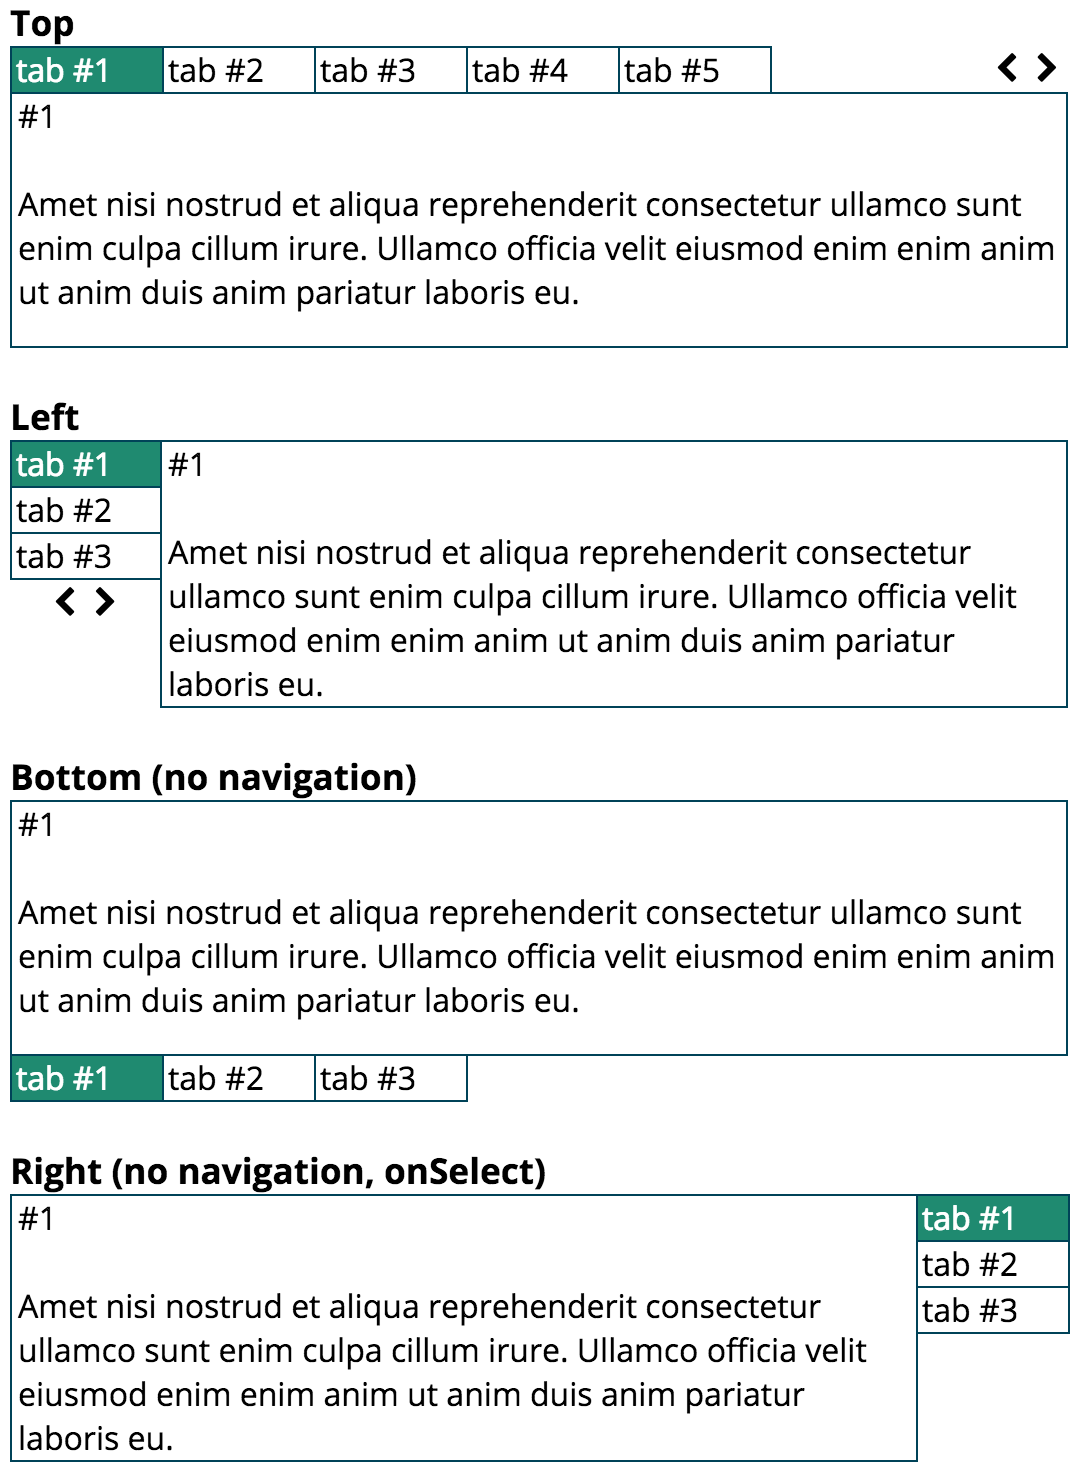 Top
tab #1 tab #2 tab #3 tab #4 tab #5
#1
Amet nisi nostrud et aliqua reprehenderit consectetur ullamco sunt
enim culpa cillum irure. Ullamco officia velit eiusmod enim enim anim
ut anim duis anim pariatur laboris eu.
Left
tab #1
tab #2
tab #3
#1
Amet nisi nostrud et aliqua reprehenderit consectetur
ullamco sunt enim culpa cillum irure. Ullamco officia velit
eiusmod enim enim anim ut anim duis anim pariatur
laboris eu.
Bottom (no navigation)
#1
Amet nisi nostrud et aliqua reprehenderit consectetur ullamco sunt
enim culpa cillum irure. Ullamco officia velit eiusmod enim enim anim
ut anim duis anim pariatur laboris eu.
tab #1 tab #2 tab #3
Right (no navigation, onSelect)
#1
Amet nisi nostrud et aliqua reprehenderit consectetur
ullamco sunt enim culpa cillum irure. Ullamco officia velit
eiusmod enim enim anim ut anim duis anim pariatur
laboris eu.
tab #1
tab #2
tab #3